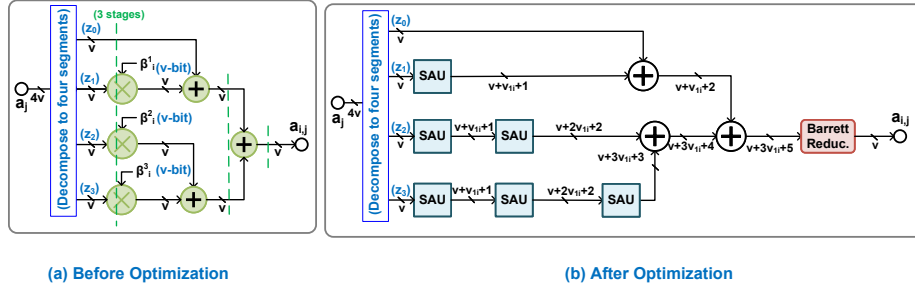 (Decompose to four segments)
(z₀)
v
(3 stages)
β¹ᵢ (v-bit)
(z₁)
v
v
v
aⱼ
4v
β²ᵢ (v-bit)
(z₂)
v
aᵢ,ⱼ
v
β³ᵢ (v-bit)
(z₃)
v
v
v
(a) Before Optimization
(Decompose to four segments)
(z₀)
v
(z₁)
v
SAU
v+v₁ᵢ+1
v+v₁ᵢ+2
aⱼ
4v
(z₂)
v
v+v₁ᵢ+1
SAU
SAU
v+2v₁ᵢ+2
v+3v₁ᵢ+3
v+3v₁ᵢ+4
v+3v₁ᵢ+5
Barrett
Reduc.
v
aᵢ,ⱼ
(z₃)
v
SAU
v+v₁ᵢ+1
SAU
v+2v₁ᵢ+2
SAU
(b) After Optimization